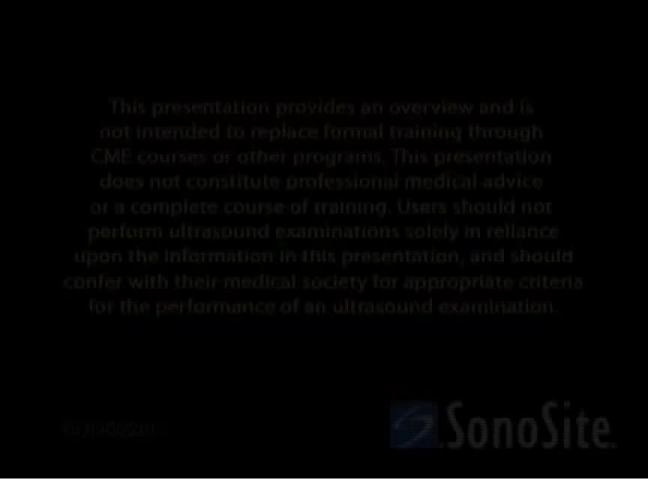 This presentation provides an overview and is
not intended to replace formal training through
CME courses or other programs. This presentation
does not constitute professional medical advice
or a complete course of training. Users should not
perform ultrasound examinations solely in reliance
upon the information in this presentation, and should
confer with their medical society for appropriate criteria
for the performance of an ultrasound examination.
SonoSite